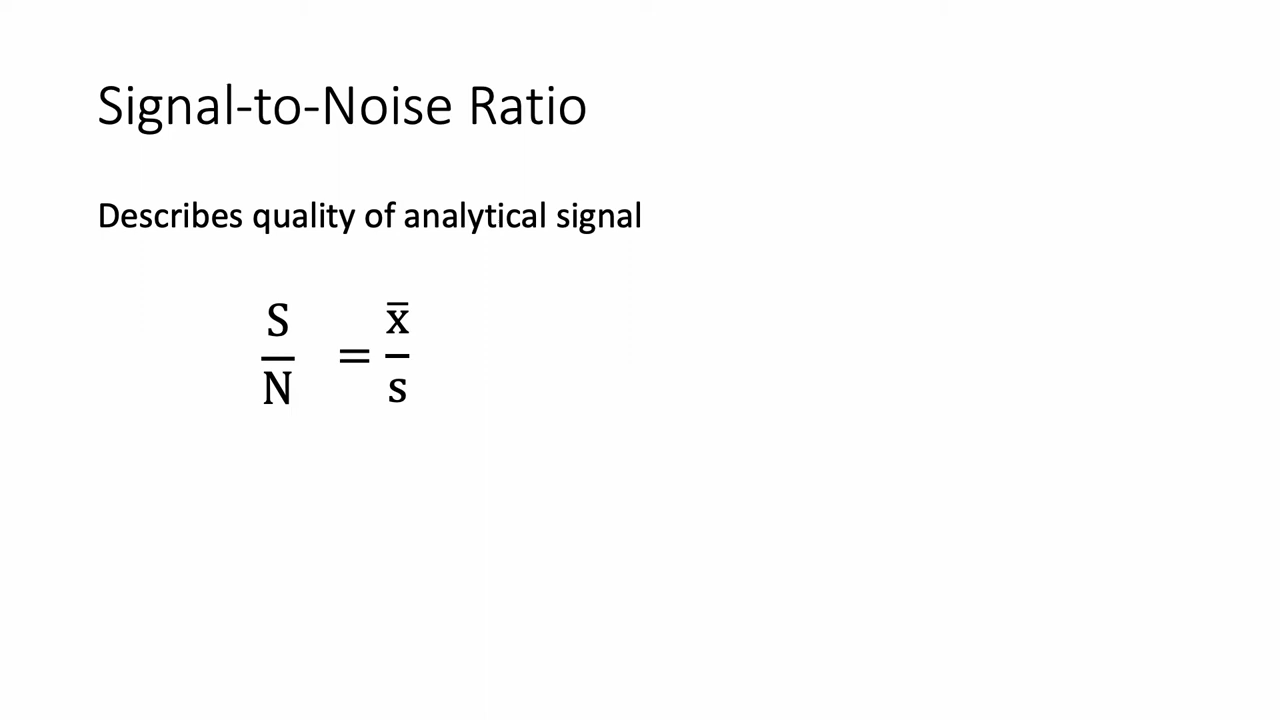 Signal-to-Noise Ratio
Describes quality of analytical signal
S/N = x̄/s